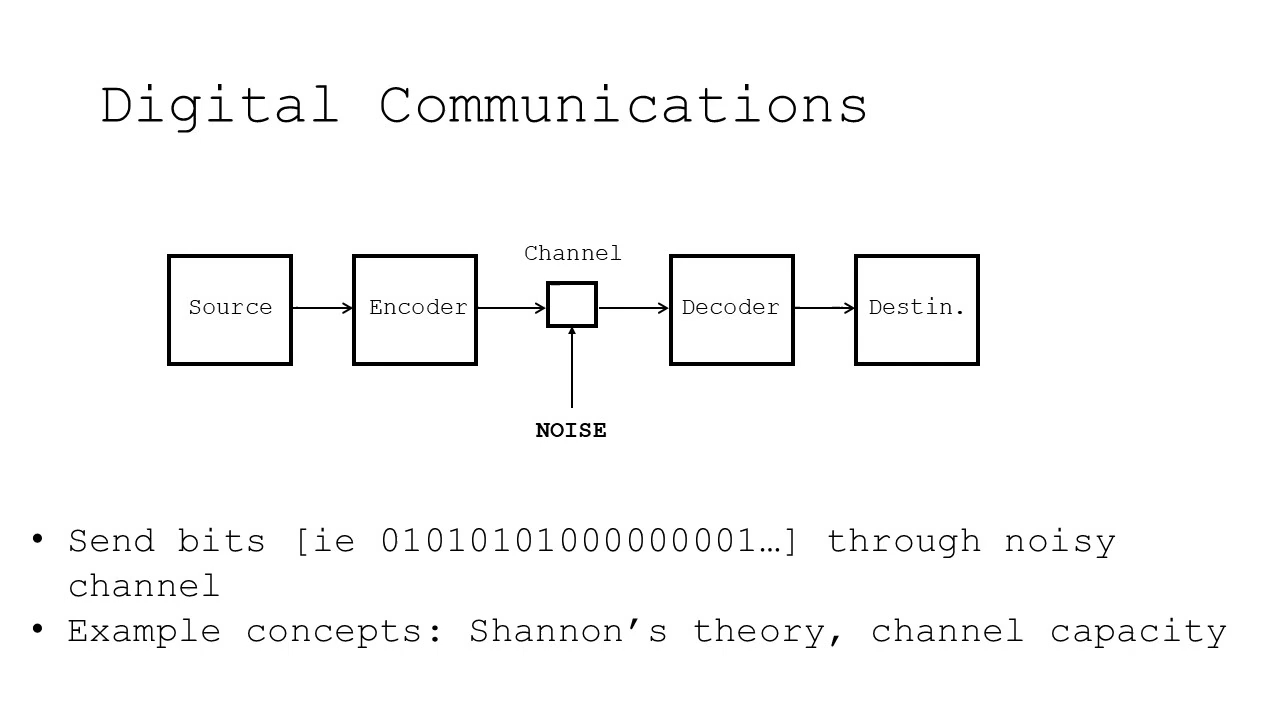 Digital Communications
Channel
Source
Encoder
Decoder
Destin.
NOISE
• Send bits [ie 01010101000000001…] through noisy
channel
• Example concepts: Shannon’s theory, channel capacity